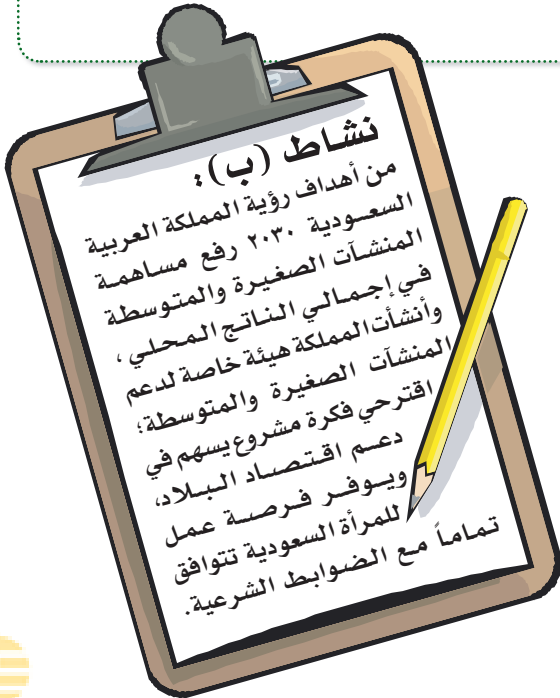 نشاط (ب):
من أهداف رؤية المملكة العربية
السعودية ٢٠٣٠ رفع مساهمة
المنشآت الصغيرة والمتوسطة
في إجمالي الناتج المحلي ،
وأنشأت المملكة هيئة خاصة لدعم
المنشآت الصغيرة والمتوسطة؛
اقترحي فكرة مشروع يسهم في
دعم اقتصاد البلاد،
ويوفر فرصة عمل
للمرأة السعودية تتوافق
تماماً مع الضوابط الشرعية.